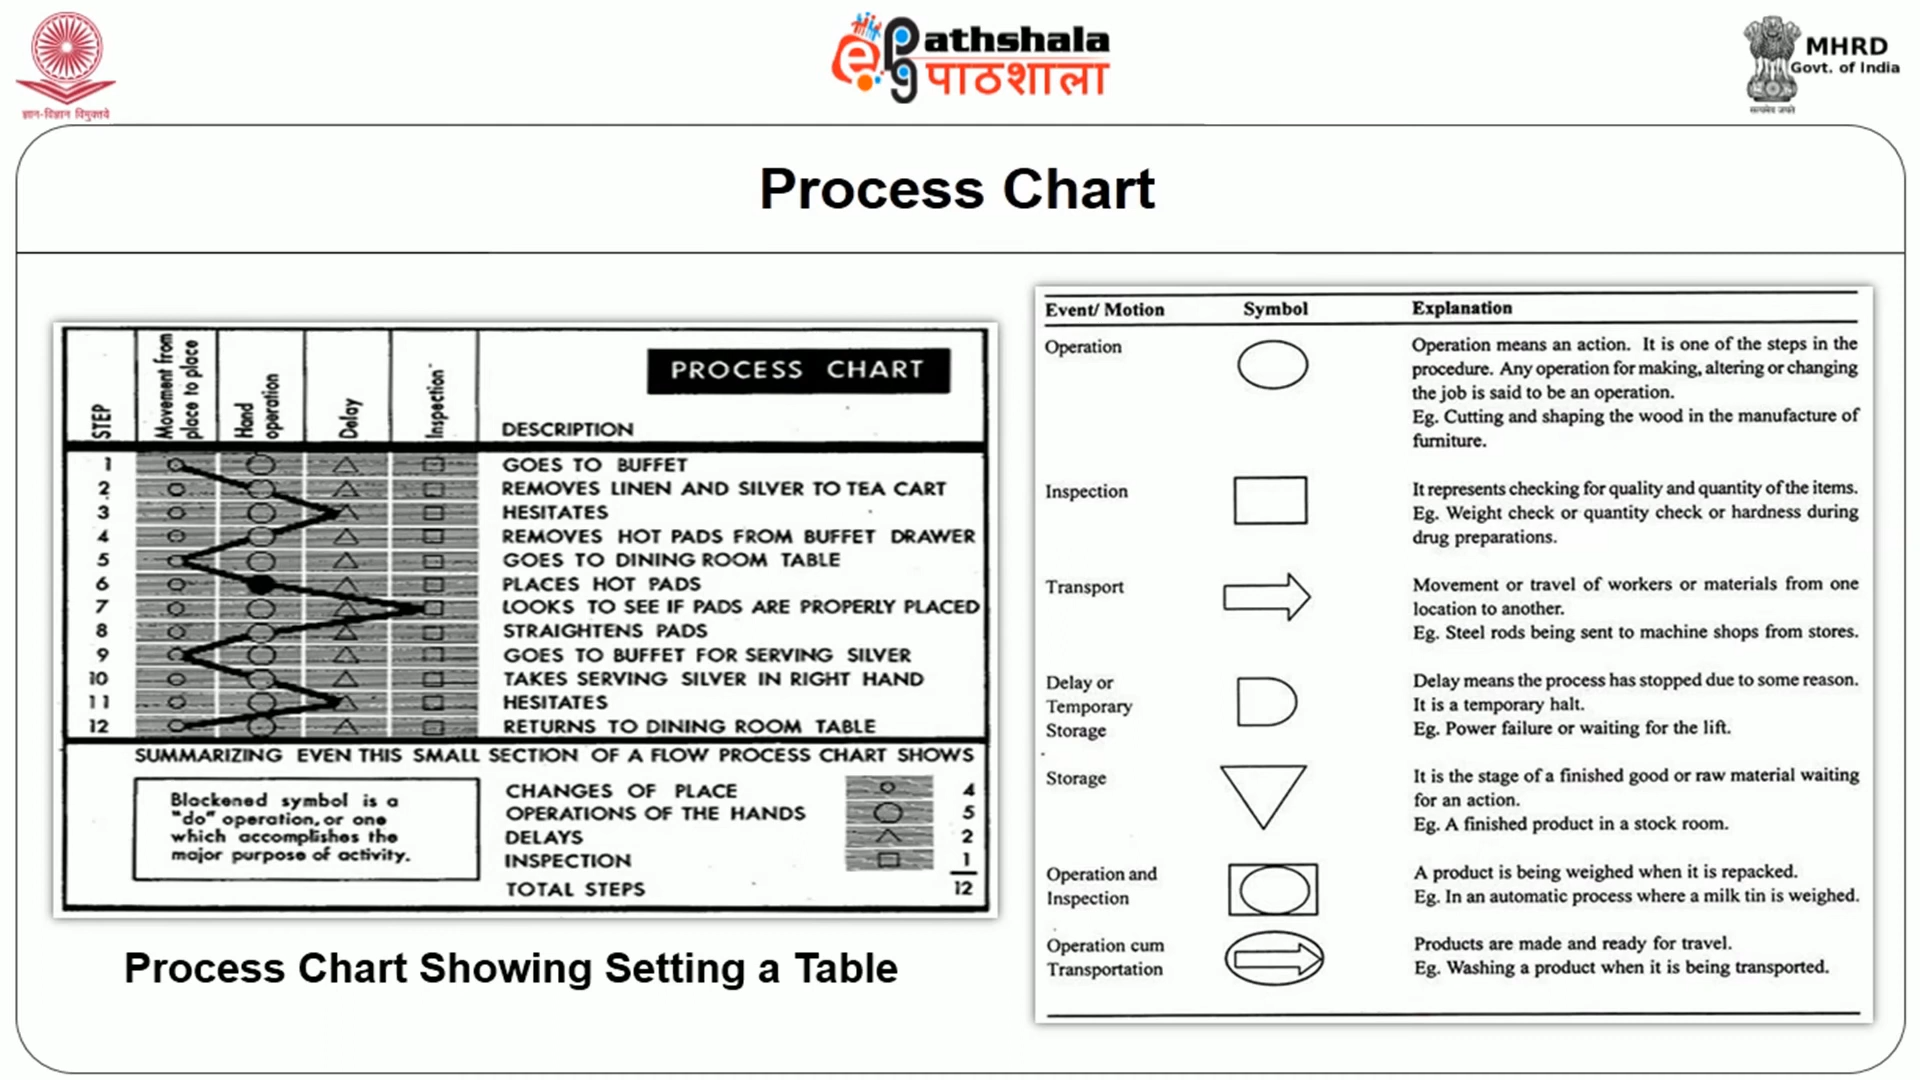 ज्ञान-विज्ञान विमुक्तये
ePG Pathshala
पाठशाला
MHRD
Govt. of India
सत्यमेव जयते
Process Chart
STEP
Movement from
place to place
Hand
operation
Delay
Inspection
PROCESS CHART
DESCRIPTION
1 GOES TO BUFFET
2 REMOVES LINEN AND SILVER TO TEA CART
3 HESITATES
4 REMOVES HOT PADS FROM BUFFET DRAWER
5 GOES TO DINING ROOM TABLE
6 PLACES HOT PADS
7 LOOKS TO SEE IF PADS ARE PROPERLY PLACED
8 STRAIGHTENS PADS
9 GOES TO BUFFET FOR SERVING SILVER
10 TAKES SERVING SILVER IN RIGHT HAND
11 HESITATES
12 RETURNS TO DINING ROOM TABLE
SUMMARIZING EVEN THIS SMALL SECTION OF A FLOW PROCESS CHART SHOWS
Blackened symbol is a
"do" operation, or one
which accomplishes the
major purpose of activity.
CHANGES OF PLACE 4
OPERATIONS OF THE HANDS 5
DELAYS 2
INSPECTION 1
TOTAL STEPS 12
Process Chart Showing Setting a Table
Event/ Motion Symbol Explanation
Operation
Operation means an action. It is one of the steps in the
procedure. Any operation for making, altering or changing
the job is said to be an operation.
Eg. Cutting and shaping the wood in the manufacture of
furniture.
Inspection
It represents checking for quality and quantity of the items.
Eg. Weight check or quantity check or hardness during
drug preparations.
Transport
Movement or travel of workers or materials from one
location to another.
Eg. Steel rods being sent to machine shops from stores.
Delay or
Temporary
Storage
Delay means the process has stopped due to some reason.
It is a temporary halt.
Eg. Power failure or waiting for the lift.
Storage
It is the stage of a finished good or raw material waiting
for an action.
Eg. A finished product in a stock room.
Operation and
Inspection
A product is being weighed when it is repacked.
Eg. In an automatic process where a milk tin is weighed.
Operation cum
Transportation
Products are made and ready for travel.
Eg. Washing a product when it is being transported.